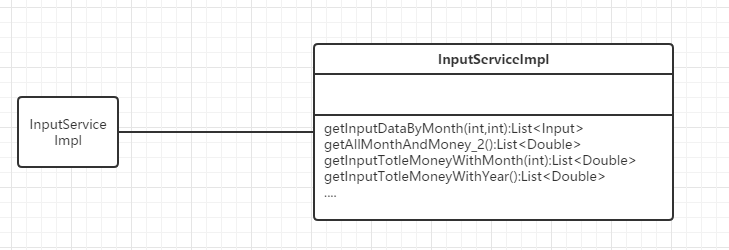 InputService
Impl
InputServiceImpl
getInputDataByMonth(int,int):List<Input>
getAllMonthAndMoney_2():List<Double>
getInputTotleMoneyWithMonth(int):List<Double>
getInputTotleMoneyWithYear():List<Double>
....